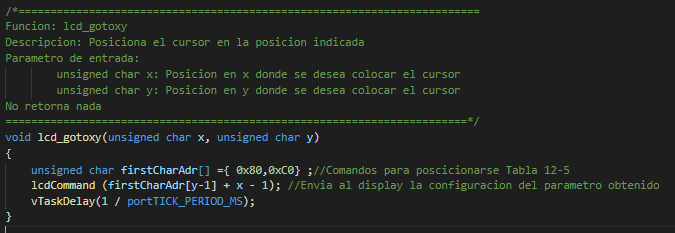 /*=========================================================================
Funcion: lcd_gotoxy
Descripcion: Posiciona el cursor en la posicion indicada
Parametro de entrada:
        unsigned char x: Posicion en x donde se desea colocar el cursor
        unsigned char y: Posicion en y donde se desea colocar el cursor
No retorna nada
=========================================================================*/
void lcd_gotoxy(unsigned char x, unsigned char y)
{
    unsigned char firstCharAdr[] ={ 0x80,0xC0} ;//Comandos para poscicionarse Tabla 12-5
    lcdCommand (firstCharAdr[y-1] + x - 1); //Envia al display la configuracion del parametro obtenido
    vTaskDelay(1 / portTICK_PERIOD_MS);
}